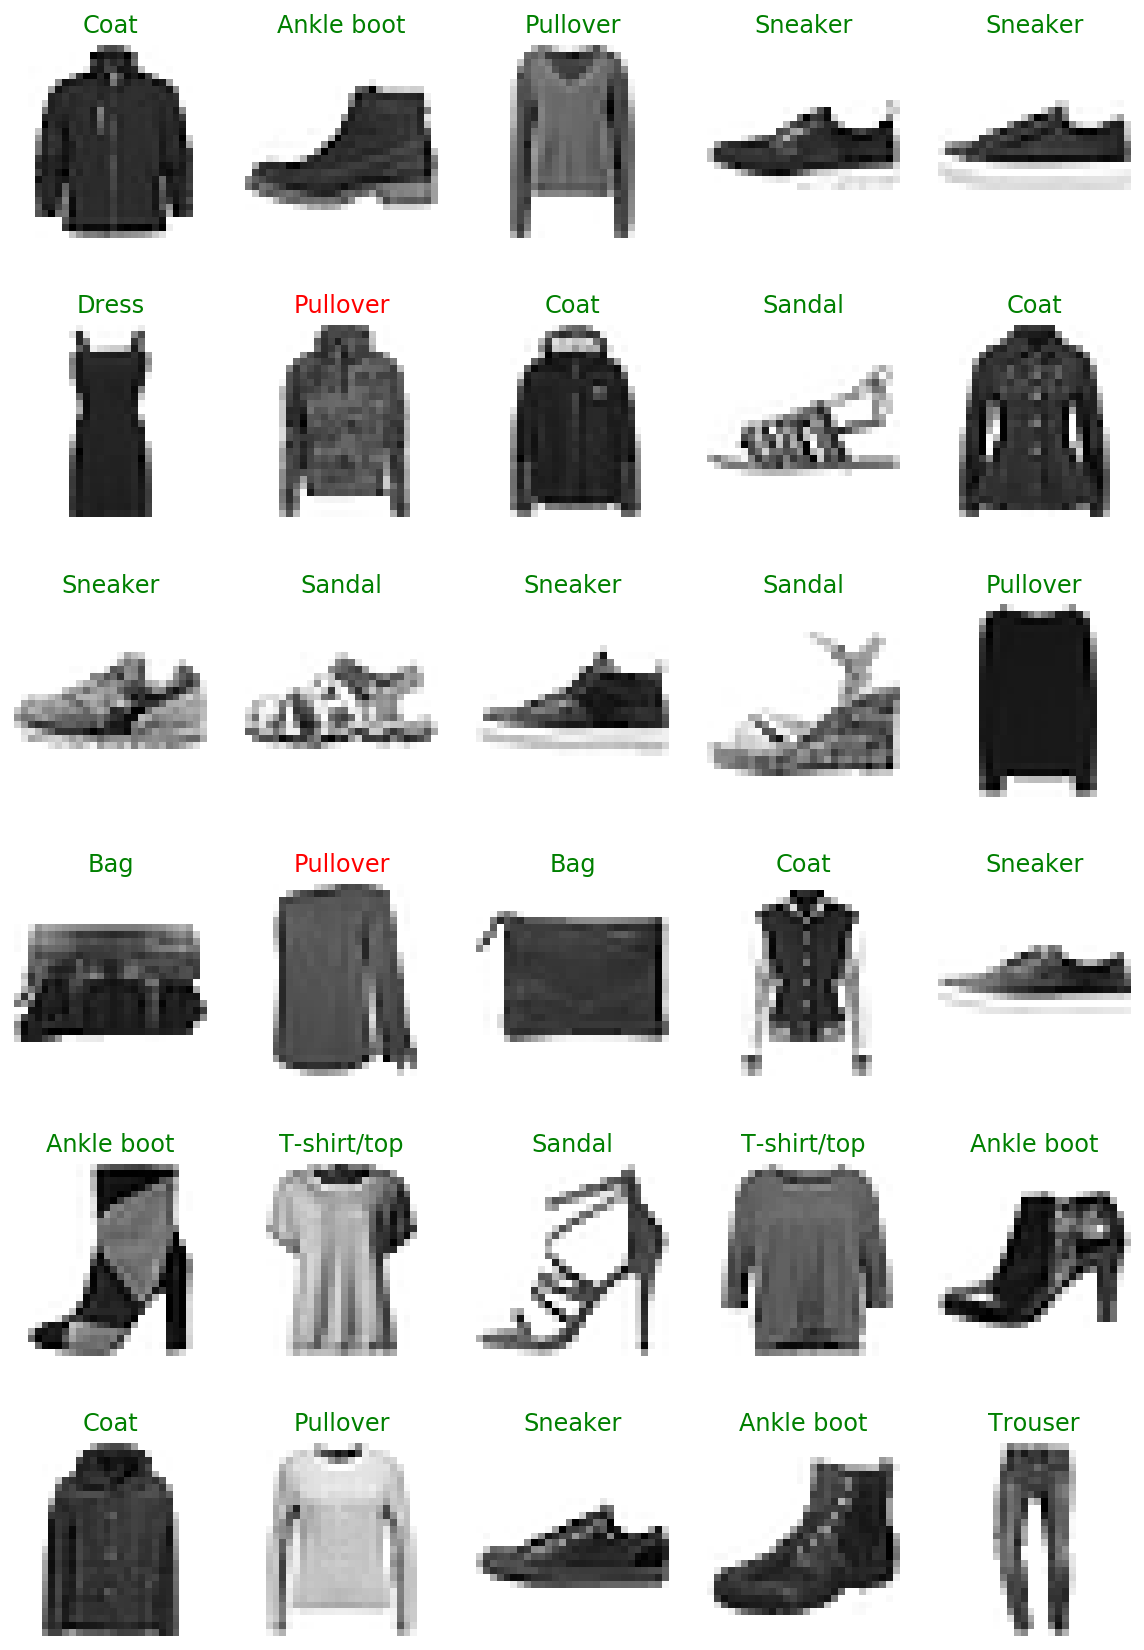 Coat Ankle boot Pullover Sneaker Sneaker
Dress Pullover Coat Sandal Coat
Sneaker Sandal Sneaker Sandal Pullover
Bag Pullover Bag Coat Sneaker
Ankle boot T-shirt/top Sandal T-shirt/top Ankle boot
Coat Pullover Sneaker Ankle boot Trouser